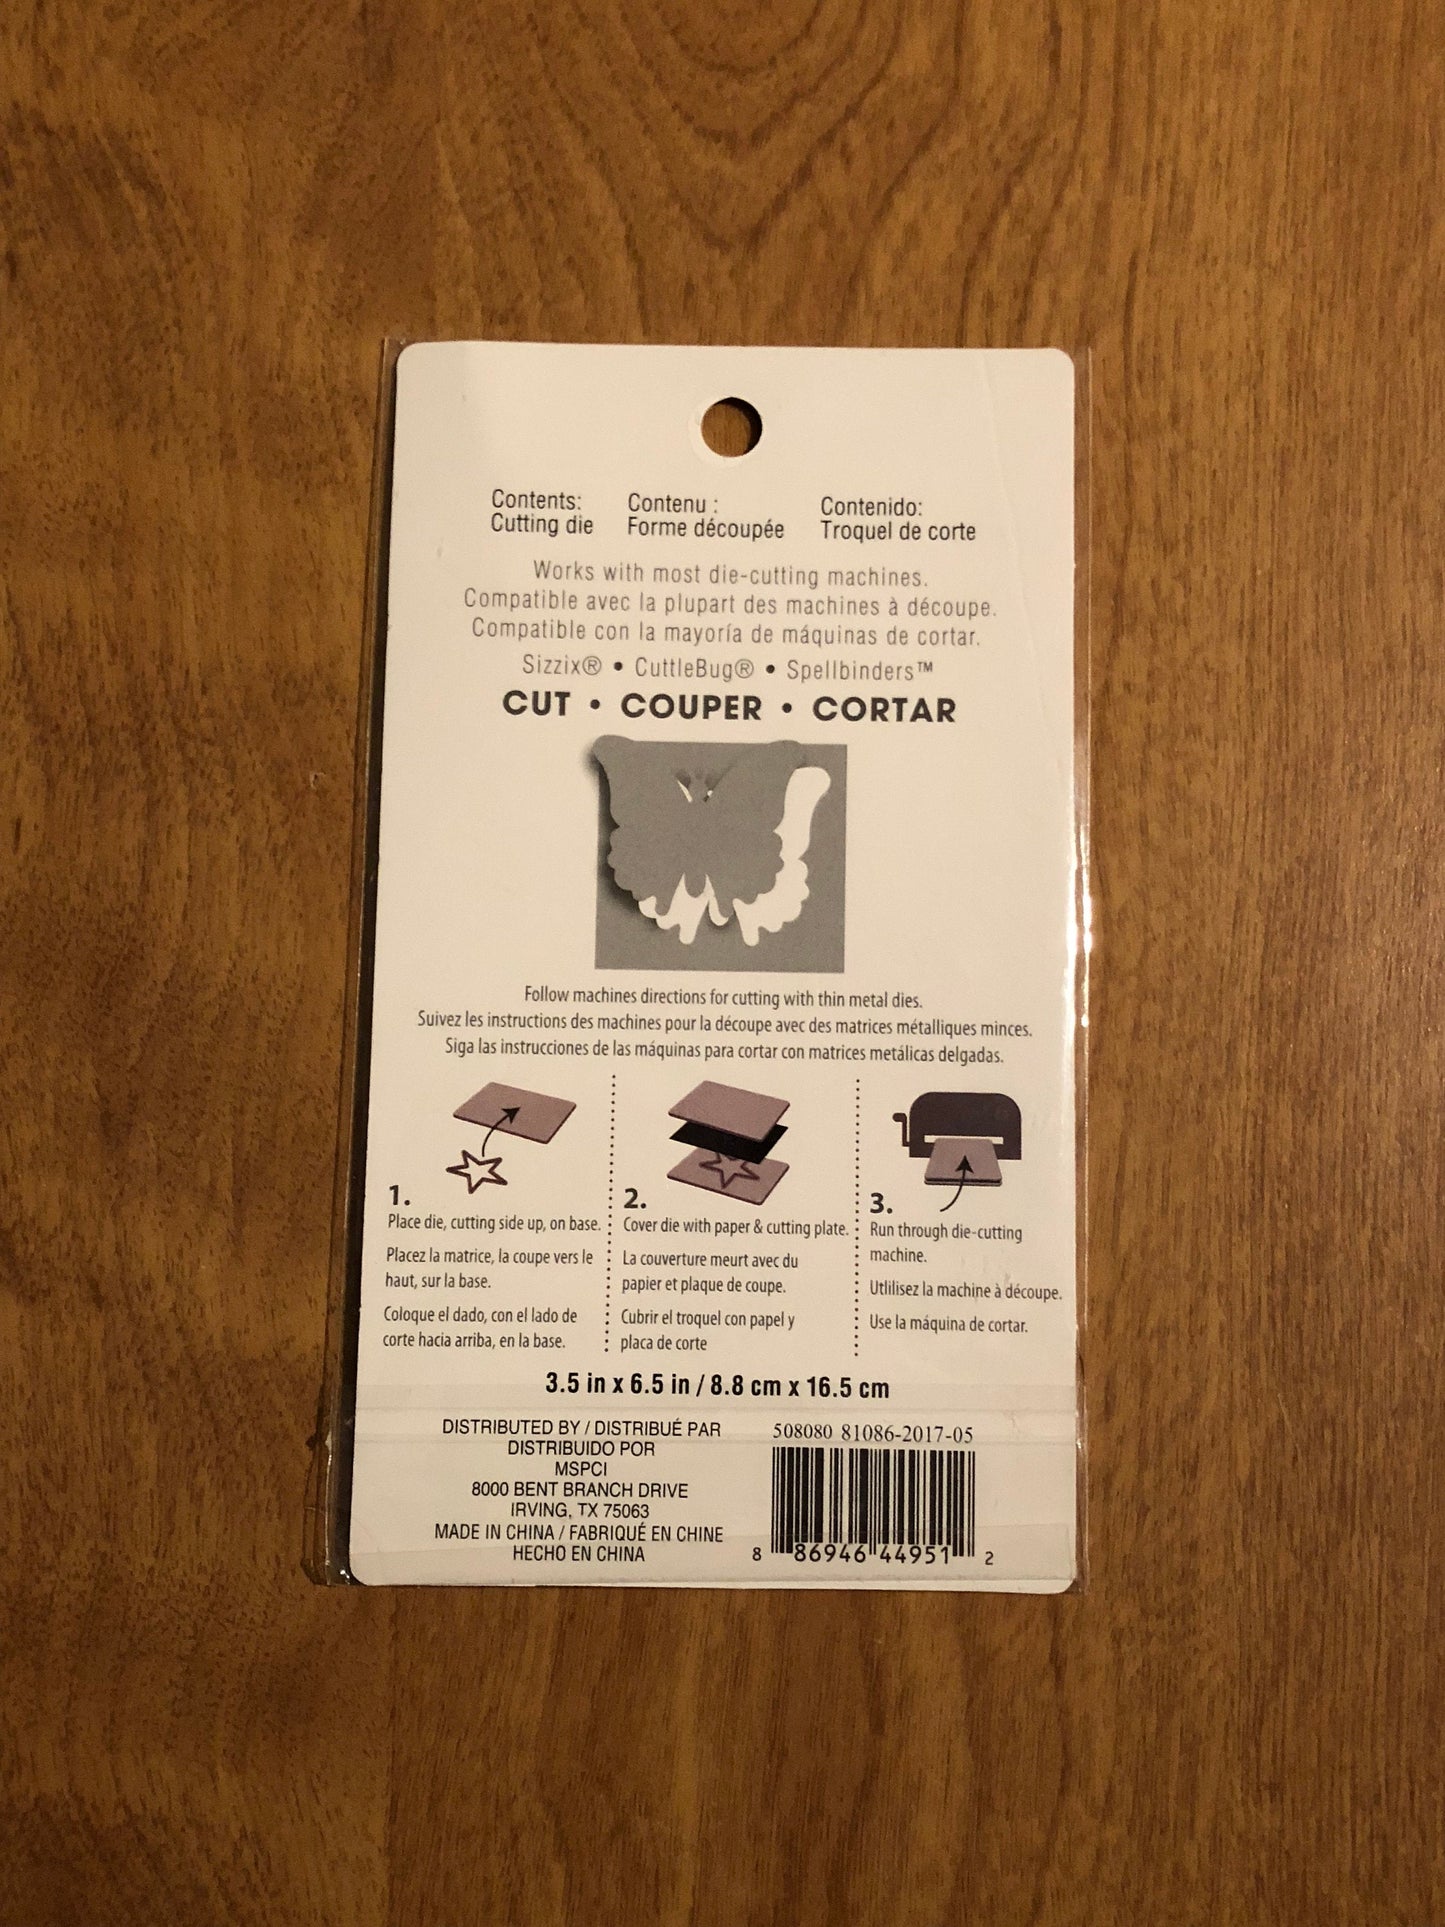 Contents: Contenu : Contenido:
Cutting die Forme découpée Troquel de corte
Works with most die-cutting machines.
Compatible avec la plupart des machines à découpe.
Compatible con la mayoría de máquinas de cortar.
Sizzix® • CuttleBug® • Spellbinders™
CUT • COUPER • CORTAR
Follow machines directions for cutting with thin metal dies.
Suivez les instructions des machines pour la découpe avec des matrices métalliques minces.
Siga las instrucciones de las máquinas para cortar con matrices metálicas delgadas.
1.
Place die, cutting side up, on base.
Placez la matrice, la coupe vers le
haut, sur la base.
Coloque el dado, con el lado de
corte hacia arriba, en la base.
2.
Cover die with paper & cutting plate.
La couverture meurt avec du
papier et plaque de coupe.
Cubrir el troquel con papel y
placa de corte
3.
Run through die-cutting
machine.
Utlilisez la machine à découpe.
Use la máquina de cortar.
3.5 in x 6.5 in / 8.8 cm x 16.5 cm
DISTRIBUTED BY / DISTRIBUÉ PAR
DISTRIBUIDO POR
MSPCI
8000 BENT BRANCH DRIVE
IRVING, TX 75063
MADE IN CHINA / FABRIQUÉ EN CHINE
HECHO EN CHINA
508080 81086-2017-05
8 86946 44951 2